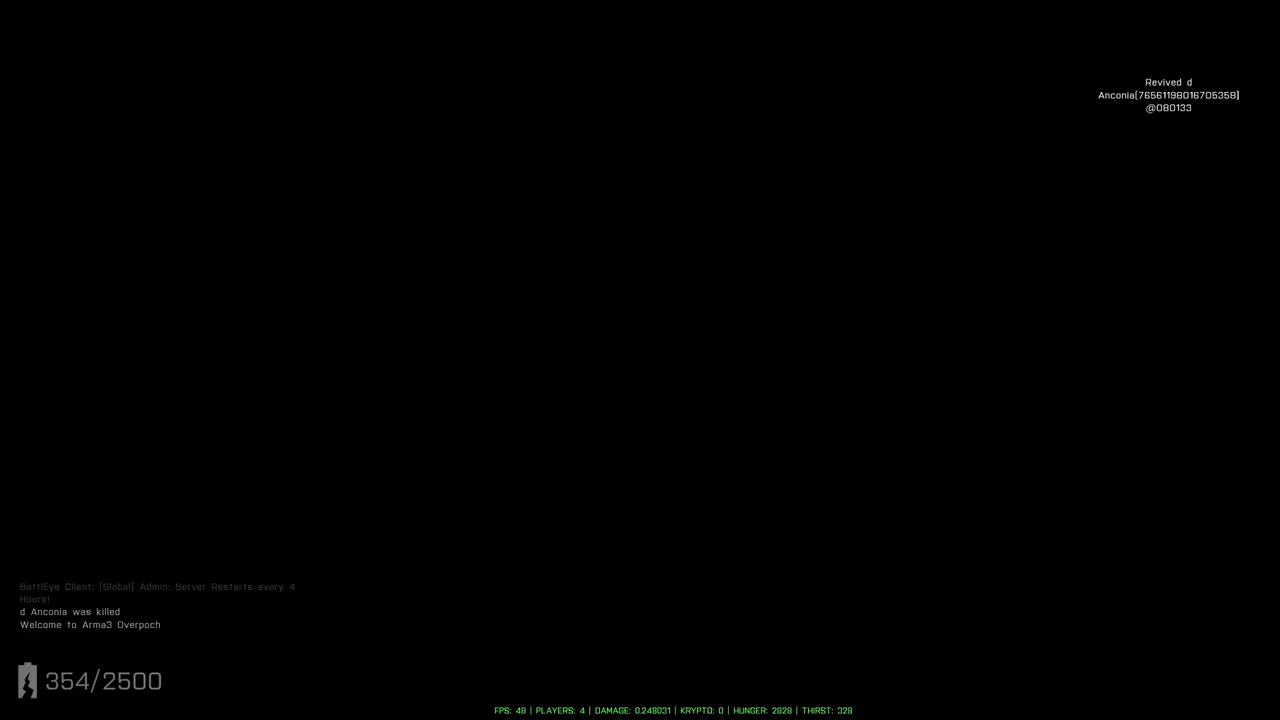 Revived d
Anconia[76561198016705358]
@080133
BattlEye Client: [Global] Admin: Server Restarts every 4
Hours!
d Anconia was killed
Welcome to Arma3 Overpoch
354/2500
FPS: 48 | PLAYERS: 4 | DAMAGE: 0.248031 | KRYPTO: 0 | HUNGER: 2828 | THIRST: 328